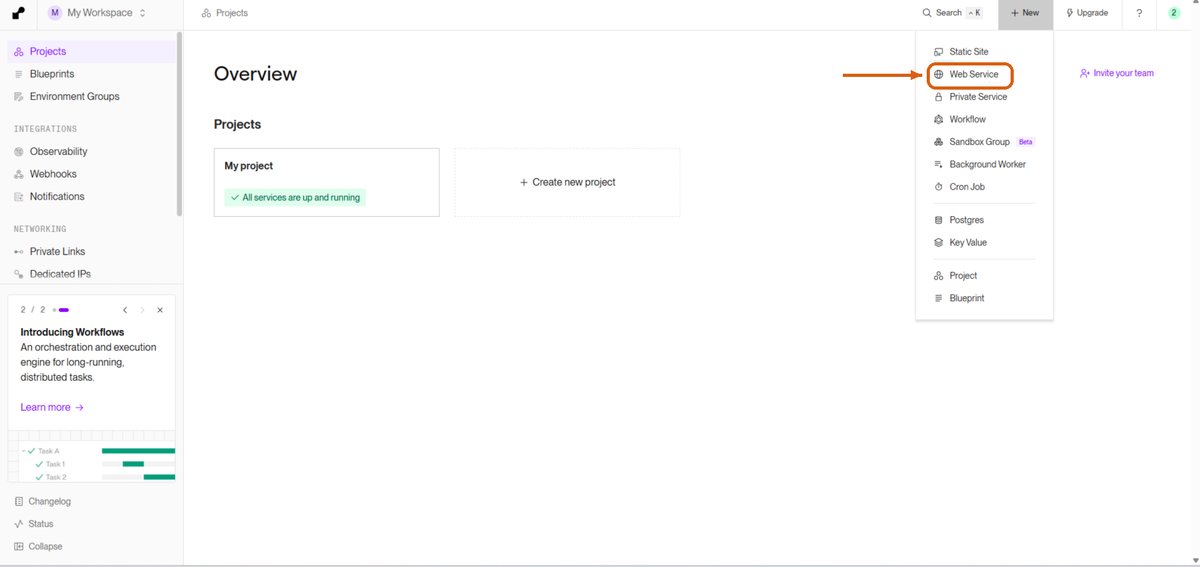 M My Workspace
Projects
Search ^ K
+ New
Upgrade
?
2
Projects
Blueprints
Environment Groups
INTEGRATIONS
Observability
Webhooks
Notifications
NETWORKING
Private Links
Dedicated IPs
2 / 2
Introducing Workflows
An orchestration and execution
engine for long-running,
distributed tasks.
Learn more →
Task A
Task 1
Task 2
Changelog
Status
Collapse
Overview
Projects
My project
All services are up and running
+ Create new project
Static Site
Web Service
Private Service
Workflow
Sandbox Group Beta
Background Worker
Cron Job
Postgres
Key Value
Project
Blueprint
Invite your team